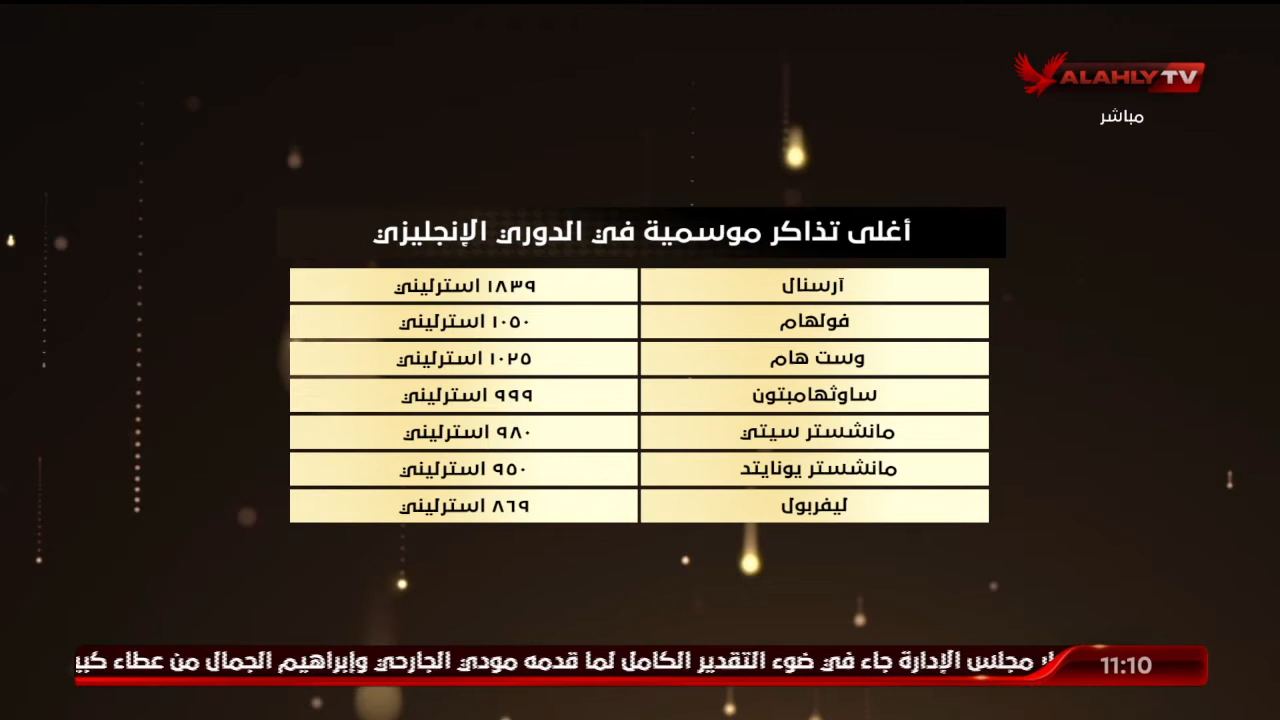 ALAHLY TV
مباشر
أغلى تذاكر موسمية في الدوري الإنجليزي
آرسنال ١٨٣٩ استرليني
فولهام ١٠٥٠ استرليني
وست هام ١٠٢٥ استرليني
ساوثهامبتون ٩٩٩ استرليني
مانشستر سيتي ٩٨٠ استرليني
مانشستر يونايتد ٩٥٠ استرليني
ليفربول ٨٦٩ استرليني
11:10
مجلس الإدارة جاء في ضوء التقدير الكامل لما قدمه مودي الجارحي وإبراهيم الجمال من عطاء